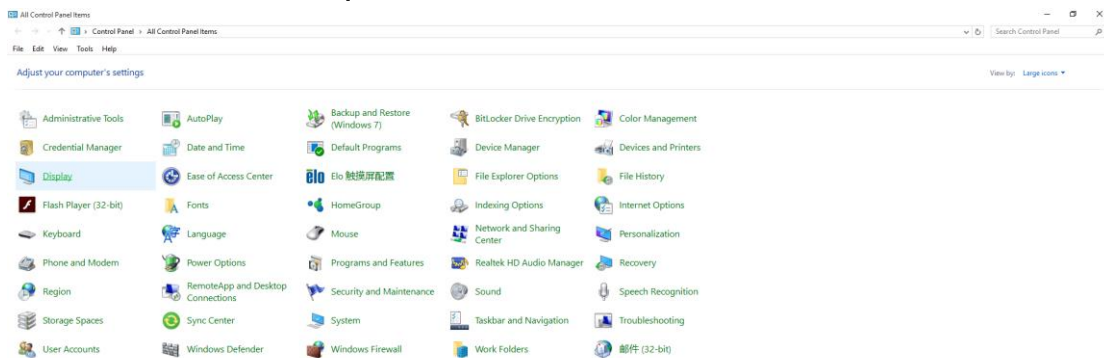 All Control Panel Items
Control Panel > All Control Panel Items
Search Control Panel
File Edit View Tools Help
Adjust your computer's settings
View by: Large icons
Administrative Tools
AutoPlay
Backup and Restore
(Windows 7)
BitLocker Drive Encryption
Color Management
Credential Manager
Date and Time
Default Programs
Device Manager
Devices and Printers
Display
Ease of Access Center
elo
Elo 触摸屏配置
File Explorer Options
File History
Flash Player (32-bit)
Fonts
HomeGroup
Indexing Options
Internet Options
Keyboard
Language
Mouse
Network and Sharing
Center
Personalization
Phone and Modem
Power Options
Programs and Features
Realtek HD Audio Manager
Recovery
Region
RemoteApp and Desktop
Connections
Security and Maintenance
Sound
Speech Recognition
Storage Spaces
Sync Center
System
Taskbar and Navigation
Troubleshooting
User Accounts
Windows Defender
Windows Firewall
Work Folders
邮件 (32-bit)